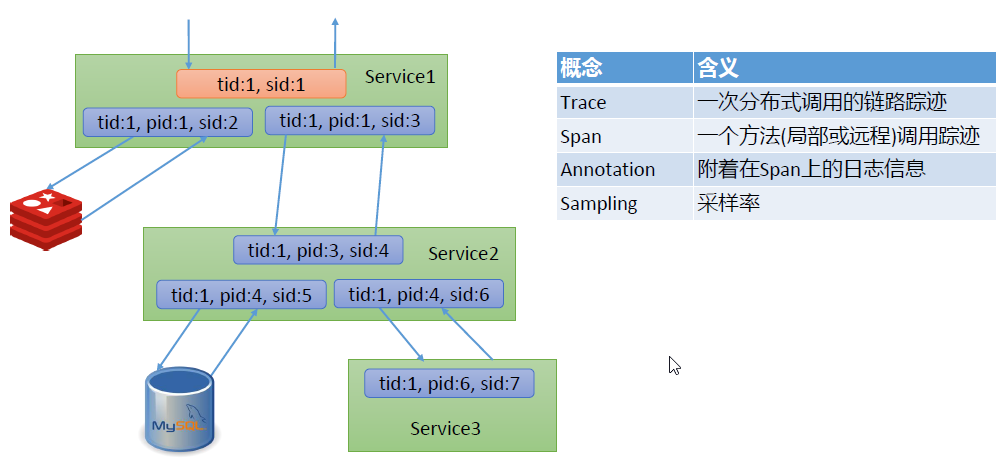 tid:1, sid:1
Service1
tid:1, pid:1, sid:2
tid:1, pid:1, sid:3
tid:1, pid:3, sid:4
Service2
tid:1, pid:4, sid:5
tid:1, pid:4, sid:6
MySQL
tid:1, pid:6, sid:7
Service3
概念 含义
Trace 一次分布式调用的链路踪迹
Span 一个方法(局部或远程)调用踪迹
Annotation 附着在Span上的日志信息
Sampling 采样率